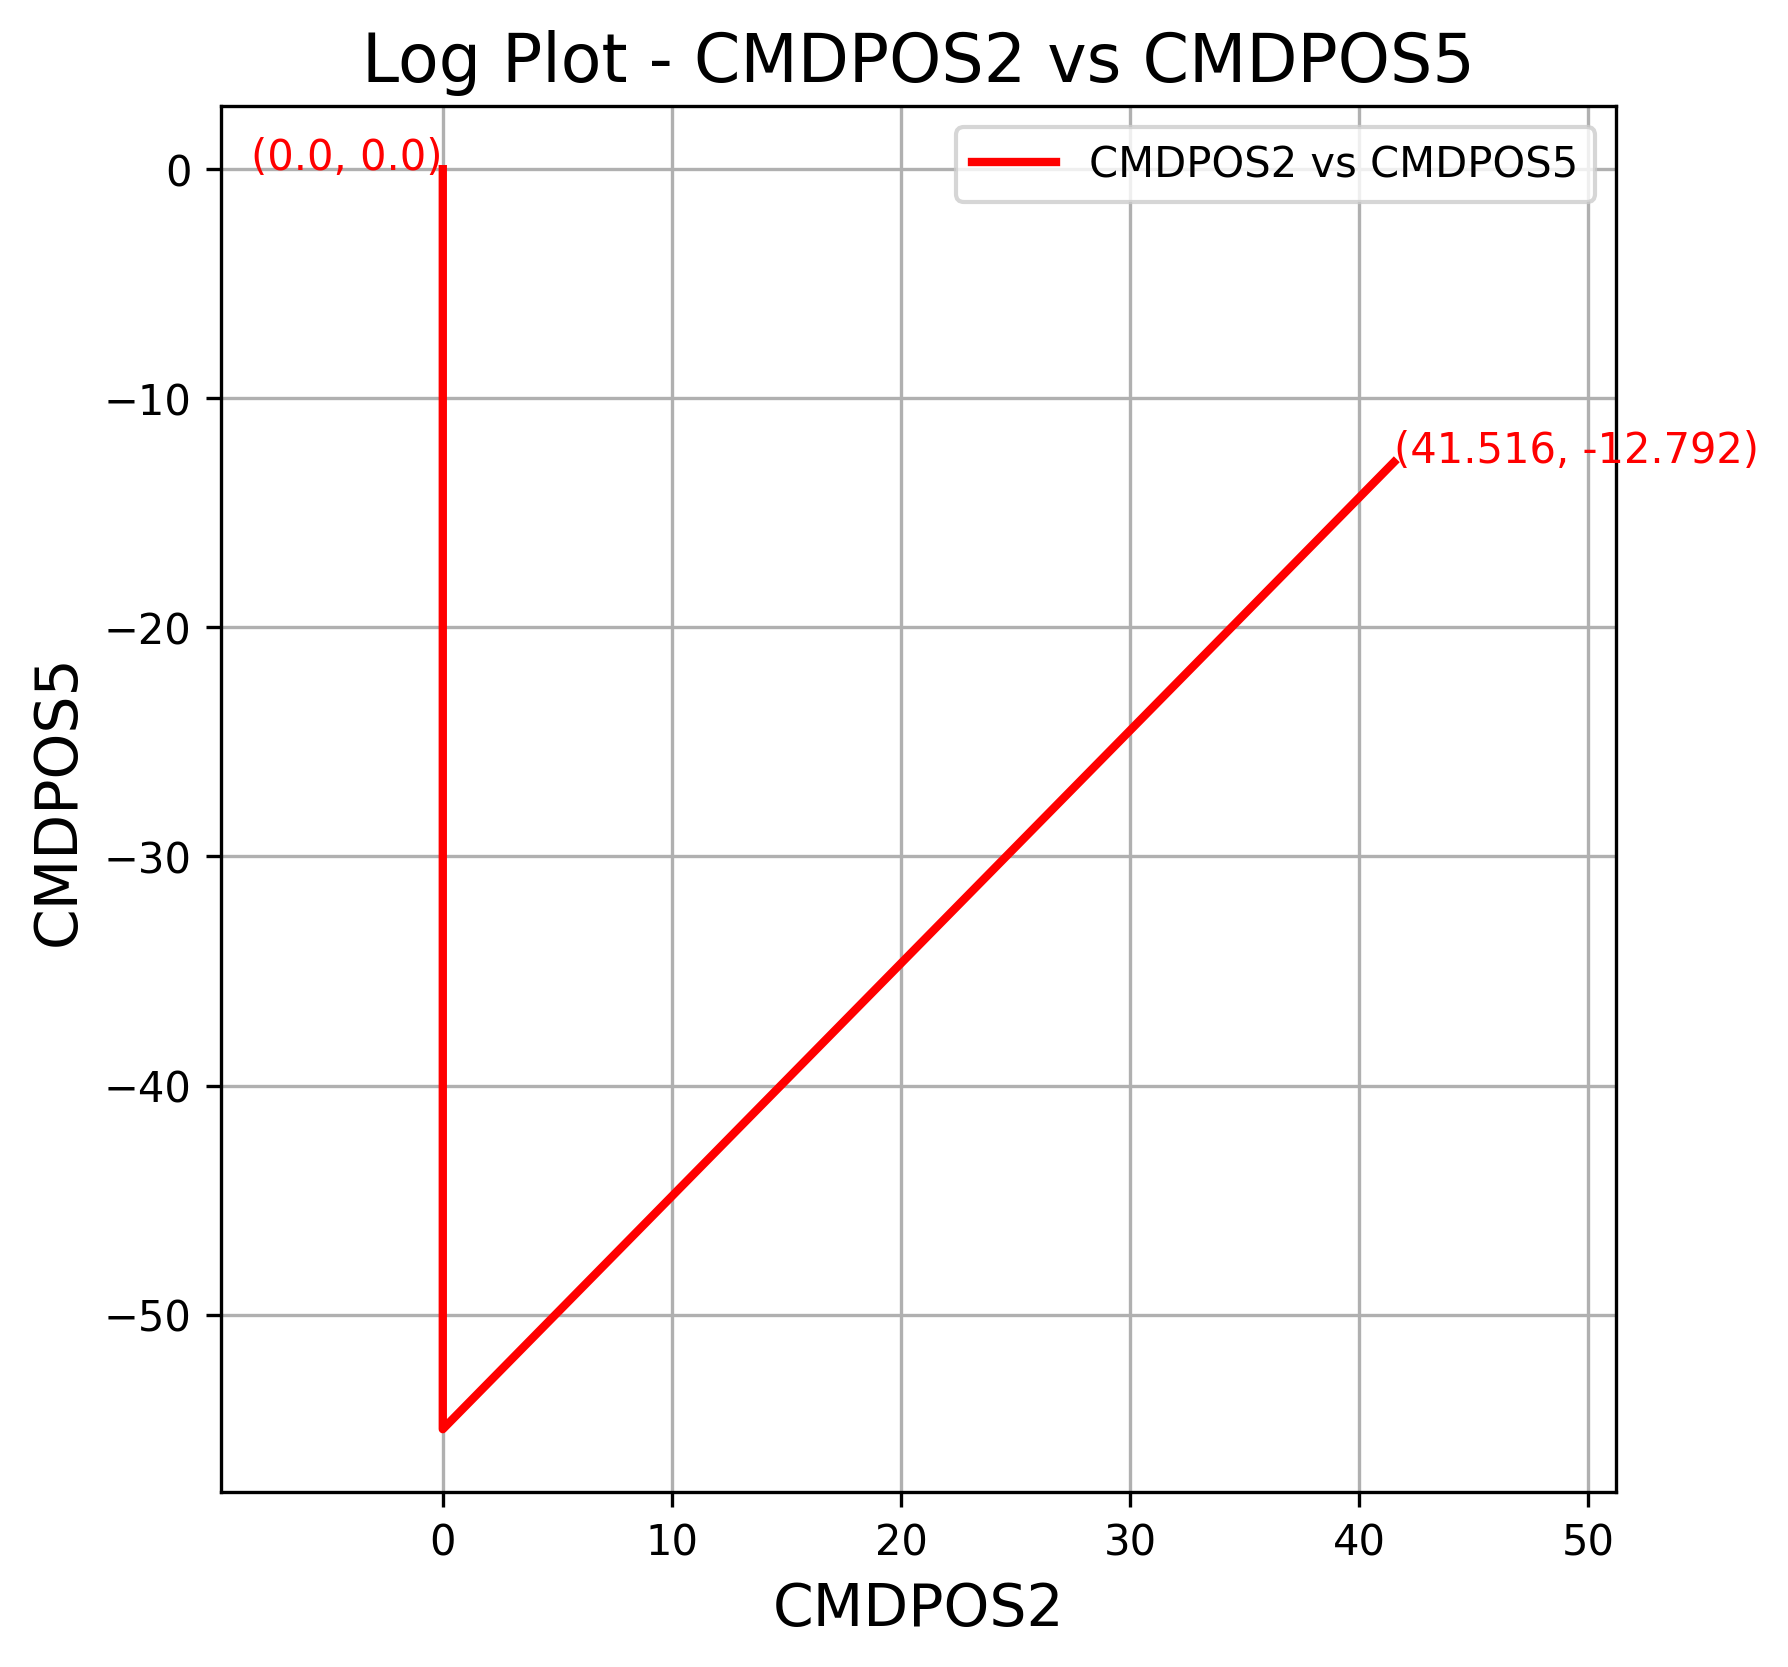 Log Plot - CMDPOS2 vs CMDPOS5
(0.0, 0.0)
CMDPOS2 vs CMDPOS5
(41.516, -12.792)
0
−10
−20
−30
−40
−50
CMDPOS5
0 10 20 30 40 50
CMDPOS2